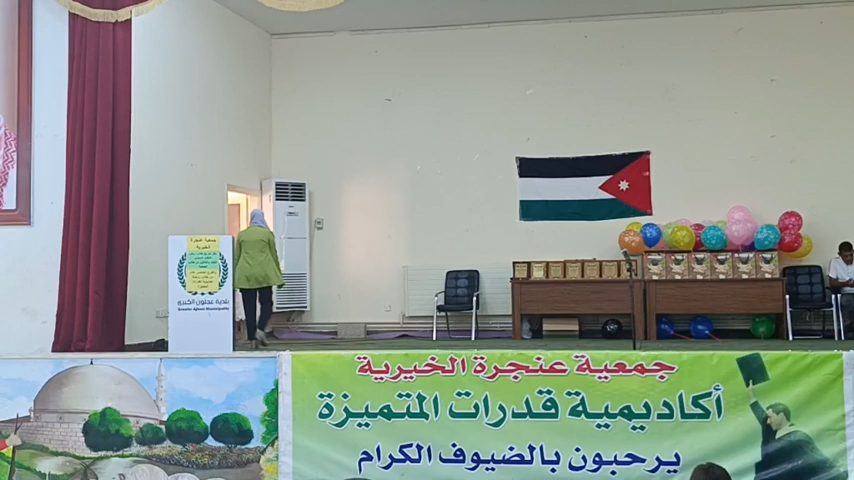 جمعية عنجرة
الخيرية
بلدية عجلون الكبرى
Greater Ajloun Municipality
جمعية عنجرة الخيرية
أكاديمية قدرات المتميزة
يرحبون بالضيوف الكرام